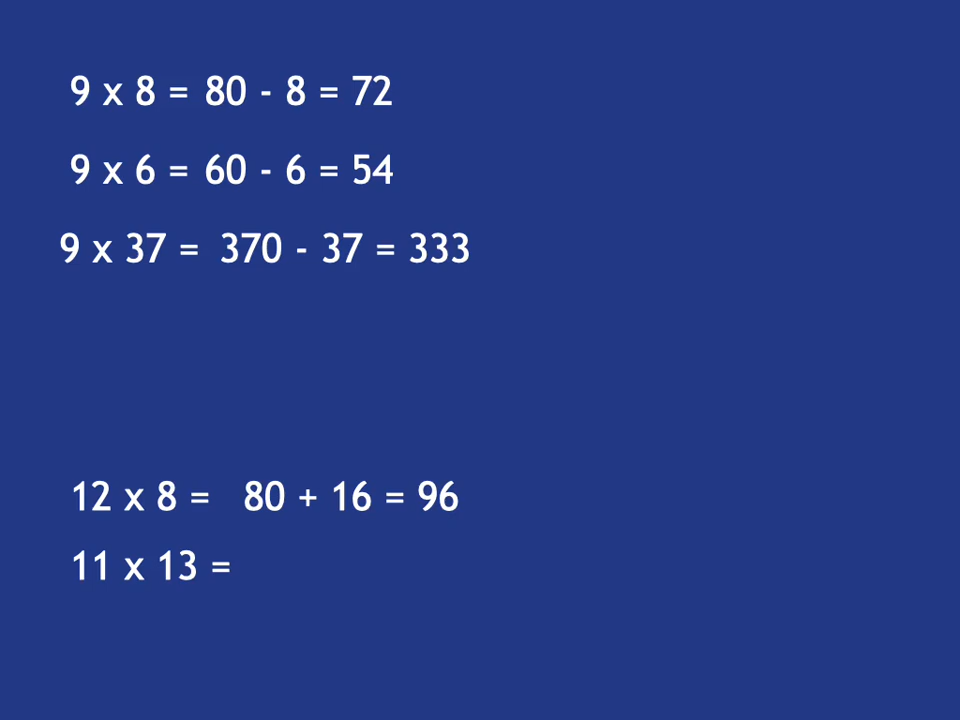 9 x 8 = 80 - 8 = 72
9 x 6 = 60 - 6 = 54
9 x 37 = 370 - 37 = 333
12 x 8 = 80 + 16 = 96
11 x 13 =